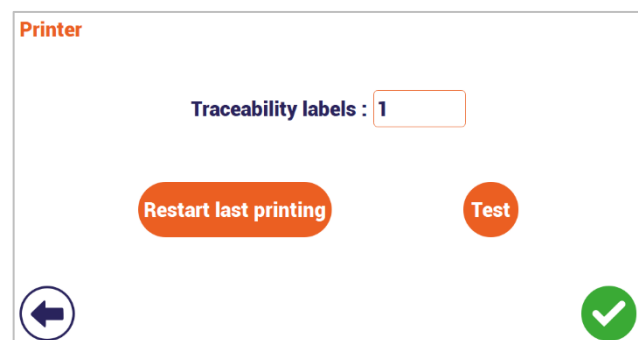 Printer
Traceability labels : 1
Restart last printing
Test